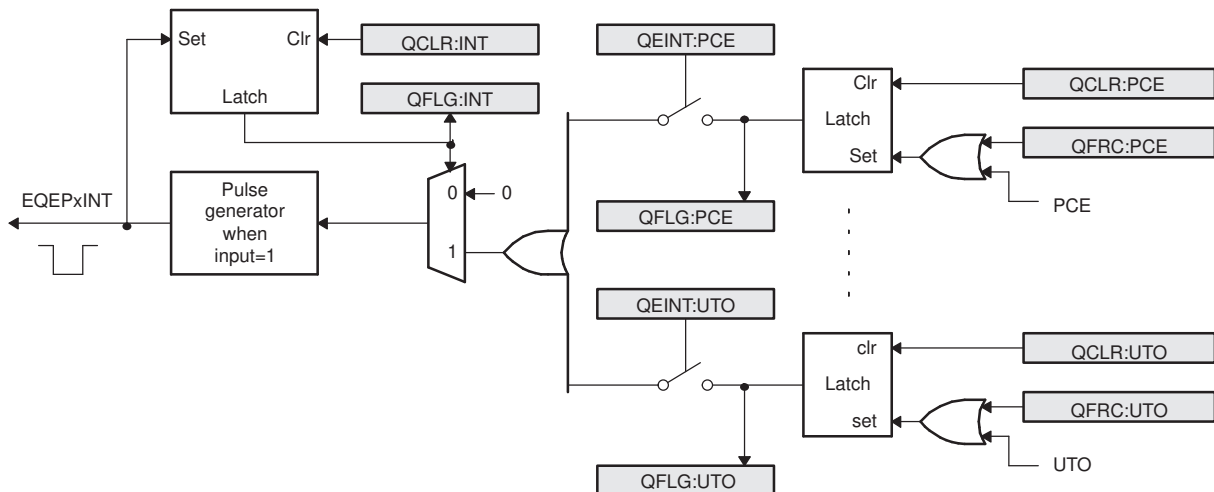 Set
Clr
Latch
QCLR:INT
QFLG:INT
EQEPxINT
Pulse
generator
when
input=1
0
0
1
QEINT:PCE
QFLG:PCE
Clr
Latch
Set
QCLR:PCE
QFRC:PCE
PCE
QEINT:UTO
QFLG:UTO
clr
Latch
set
QCLR:UTO
QFRC:UTO
UTO